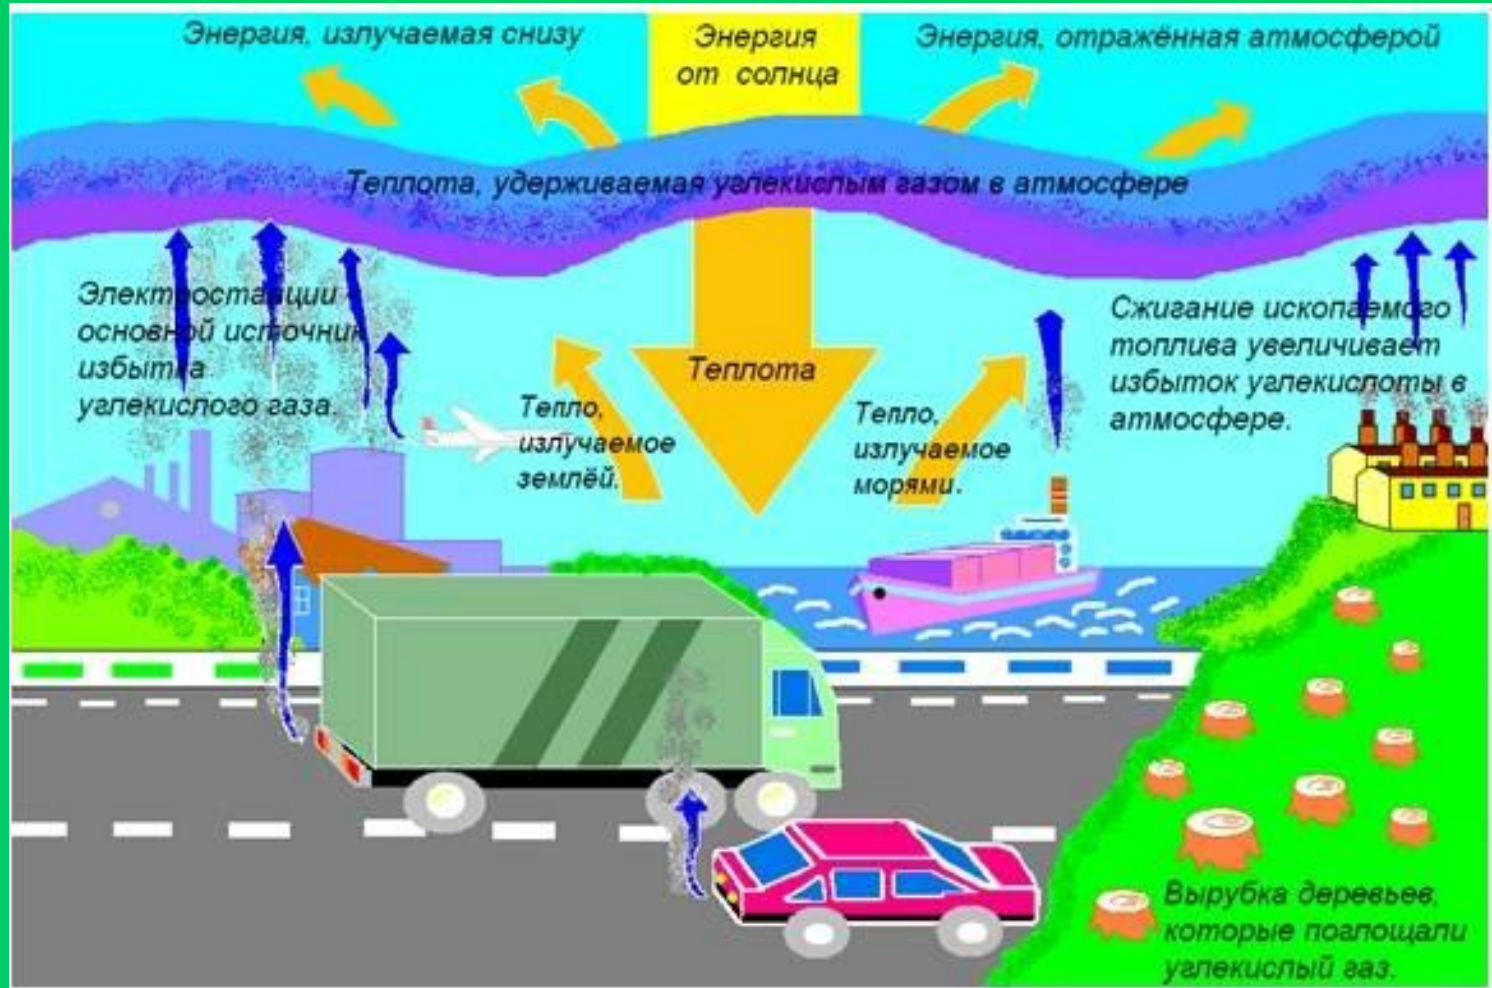 Энергия, излучаемая снизу
Энергия
от солнца
Энергия, отражённая атмосферой
Теплота, удерживаемая углекислым газом в атмосфере
Электростанции -
основной источник
избытка
углекислого газа.
Теплота
Тепло,
излучаемое
землёй.
Тепло,
излучаемое
морями.
Сжигание ископаемого
топлива увеличивает
избыток углекислоты в
атмосфере.
Вырубка деревьев,
которые поглощали
углекислый газ.